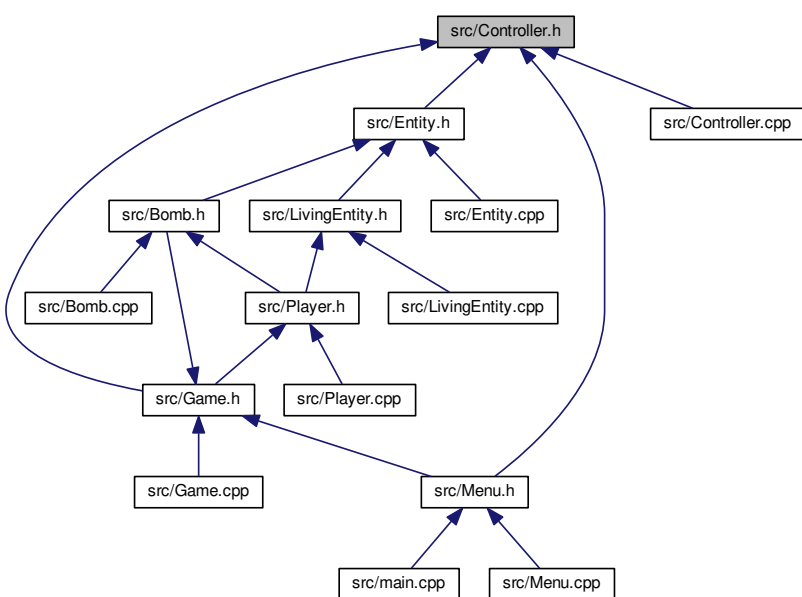 src/Controller.h
src/Entity.h
src/Controller.cpp
src/Bomb.h
src/LivingEntity.h
src/Entity.cpp
src/Bomb.cpp
src/Player.h
src/LivingEntity.cpp
src/Game.h
src/Player.cpp
src/Game.cpp
src/Menu.h
src/main.cpp
src/Menu.cpp